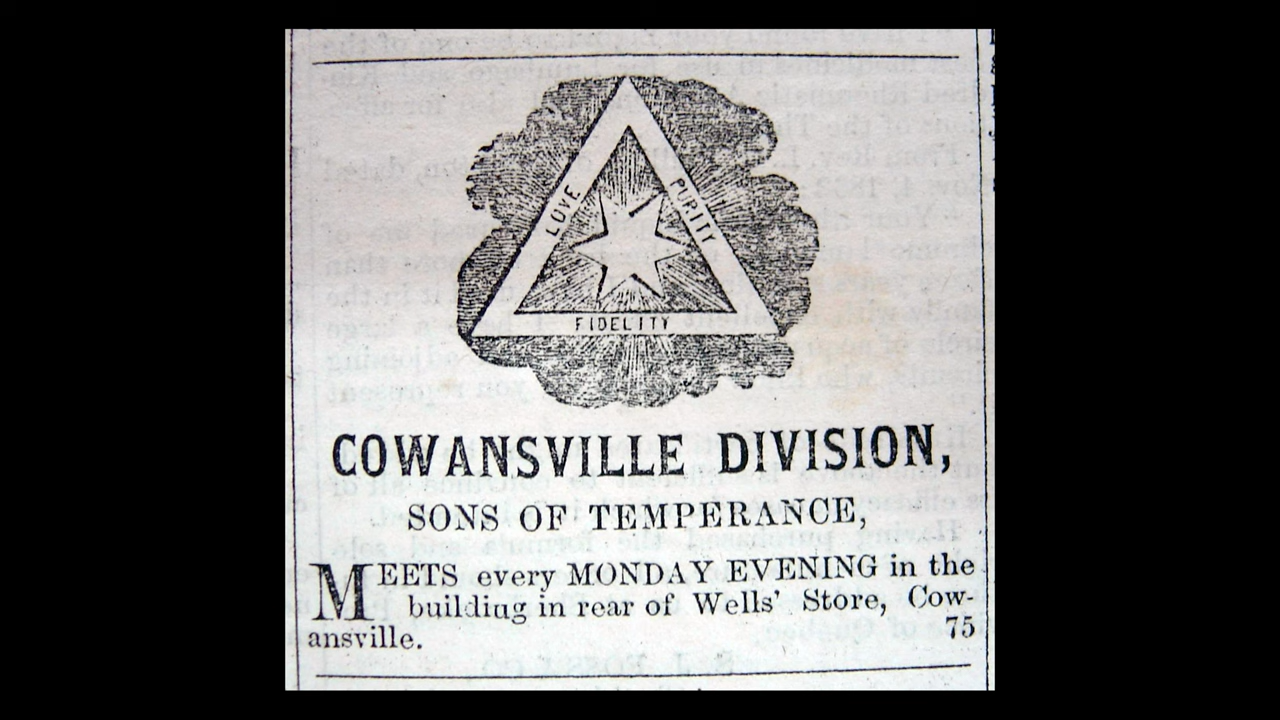 LOVE
PURITY
FIDELITY
COWANSVILLE DIVISION,
SONS OF TEMPERANCE,
MEETS every MONDAY EVENING in the
building in rear of Wells' Store, Cow-
ansville. 75